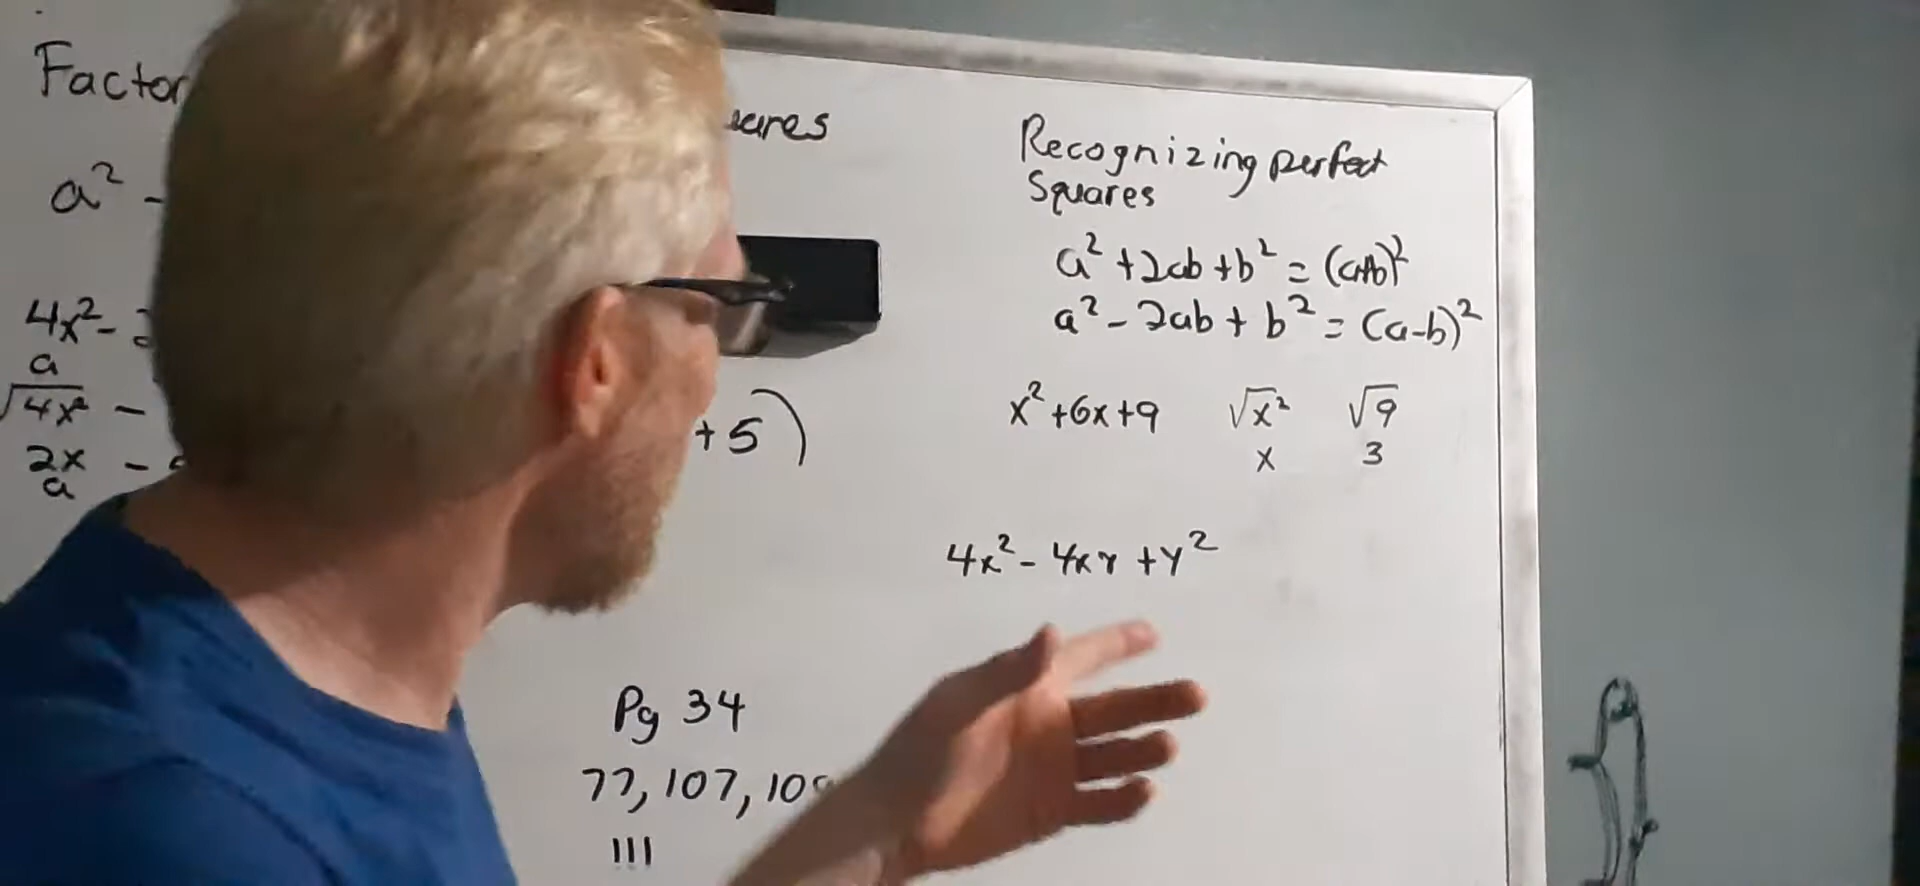 Factor
a² -
4x² -
a
√4x² -
2x -
a
+5)
Pg 34
77, 107,
111
Recognizing perfect
Squares
a² + 2ab + b² = (a+b)²
a² - 2ab + b² = (a-b)²
x² + 6x + 9 √x² √9
x 3
4x² - 4xy + y²